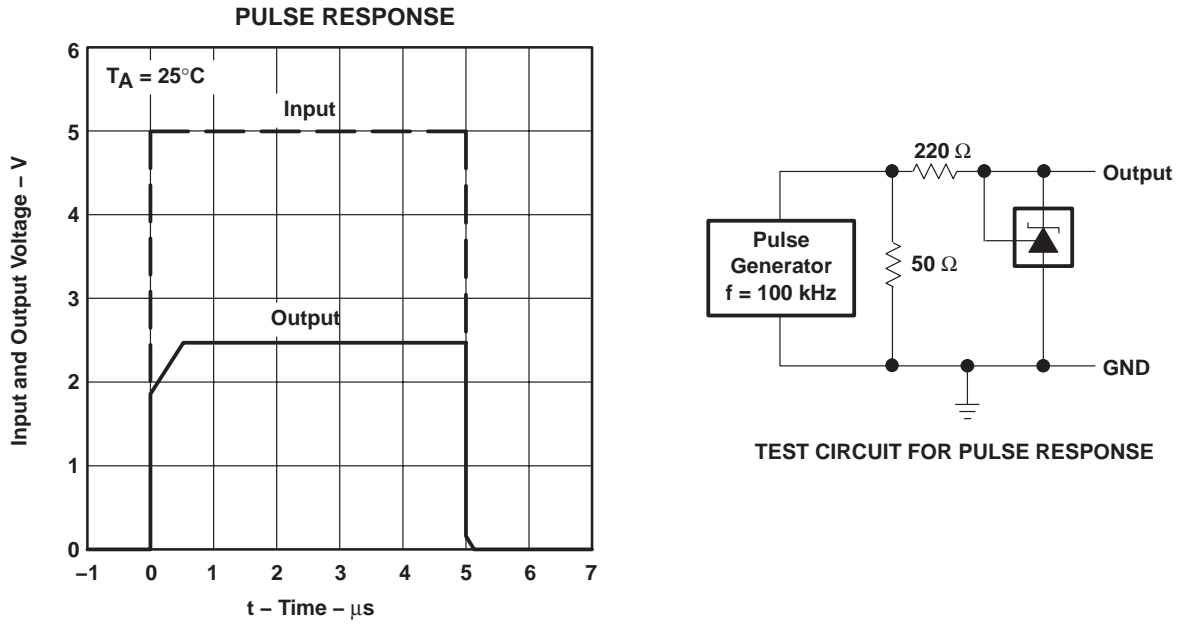 PULSE RESPONSE
6
TA = 25°C
Input
5
4
3
Output
2
1
0
–1 0 1 2 3 4 5 6 7
t – Time – μs
Input and Output Voltage – V
220 Ω
Output
Pulse
Generator
f = 100 kHz
50 Ω
GND
TEST CIRCUIT FOR PULSE RESPONSE